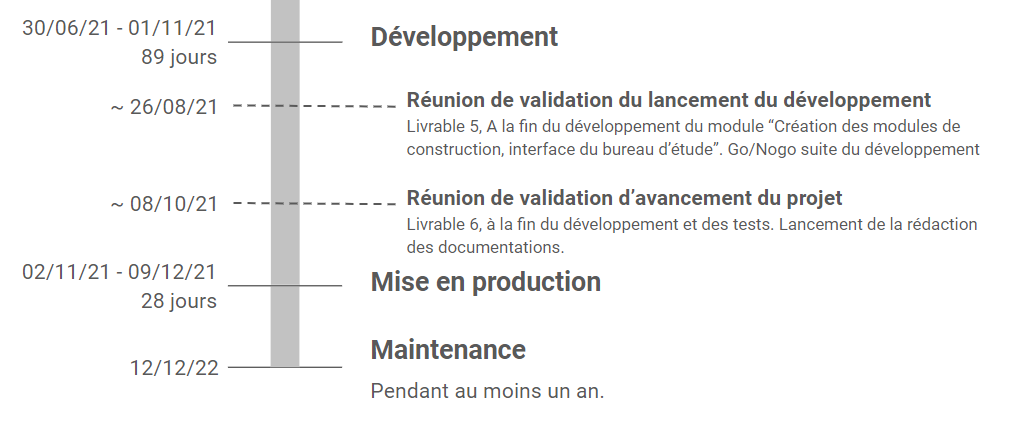 30/06/21 - 01/11/21
89 jours
Développement
~ 26/08/21
Réunion de validation du lancement du développement
Livrable 5, A la fin du développement du module “Création des modules de
construction, interface du bureau d’étude”. Go/Nogo suite du développement
~ 08/10/21
Réunion de validation d’avancement du projet
Livrable 6, à la fin du développement et des tests. Lancement de la rédaction
des documentations.
02/11/21 - 09/12/21
28 jours
Mise en production
12/12/22
Maintenance
Pendant au moins un an.